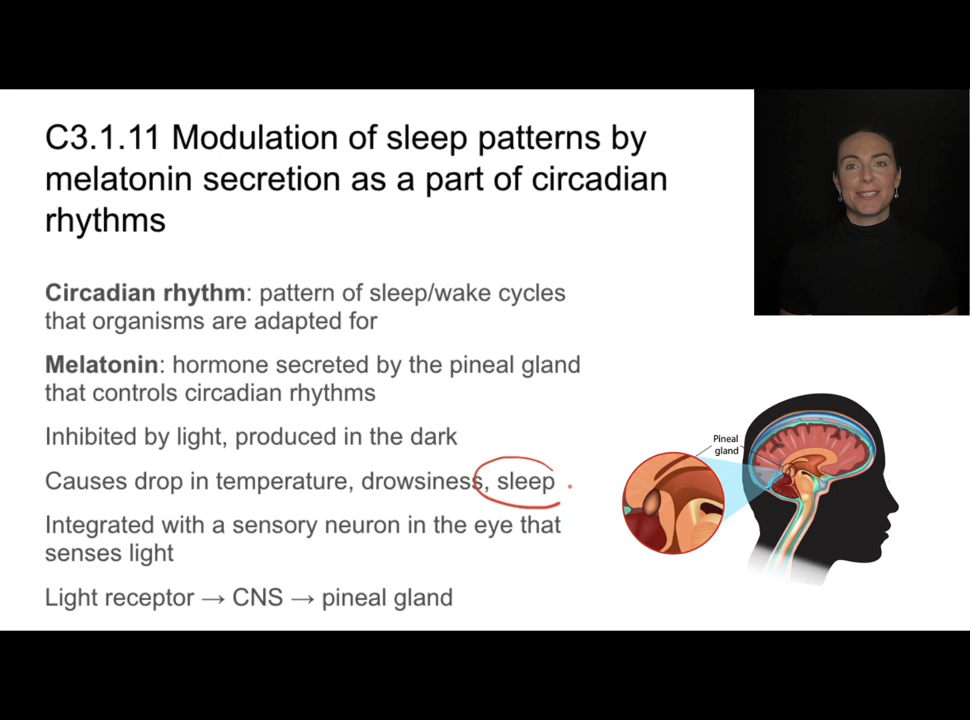 C3.1.11 Modulation of sleep patterns by
melatonin secretion as a part of circadian
rhythms
Circadian rhythm: pattern of sleep/wake cycles
that organisms are adapted for
Melatonin: hormone secreted by the pineal gland
that controls circadian rhythms
Inhibited by light, produced in the dark
Causes drop in temperature, drowsiness, sleep
Integrated with a sensory neuron in the eye that
senses light
Light receptor → CNS → pineal gland
Pineal
gland